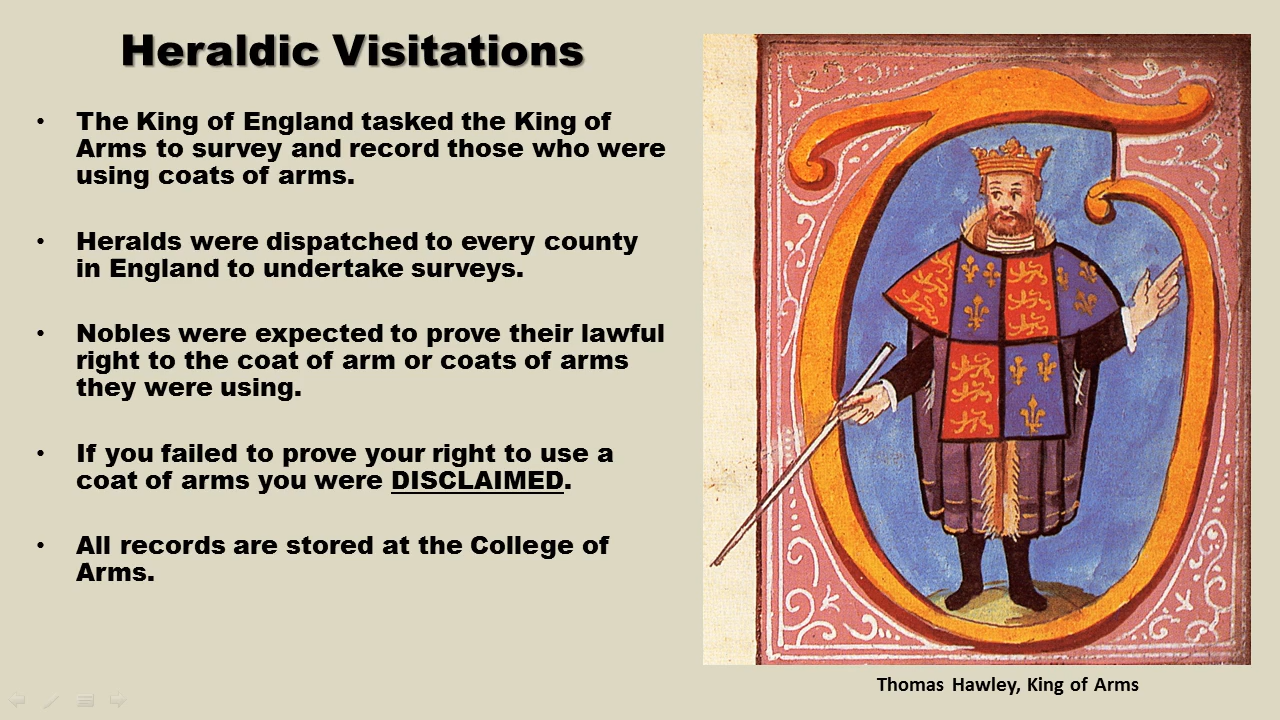 Heraldic Visitations
• The King of England tasked the King of
Arms to survey and record those who were
using coats of arms.
• Heralds were dispatched to every county
in England to undertake surveys.
• Nobles were expected to prove their lawful
right to the coat of arm or coats of arms
they were using.
• If you failed to prove your right to use a
coat of arms you were DISCLAIMED.
• All records are stored at the College of
Arms.
Thomas Hawley, King of Arms